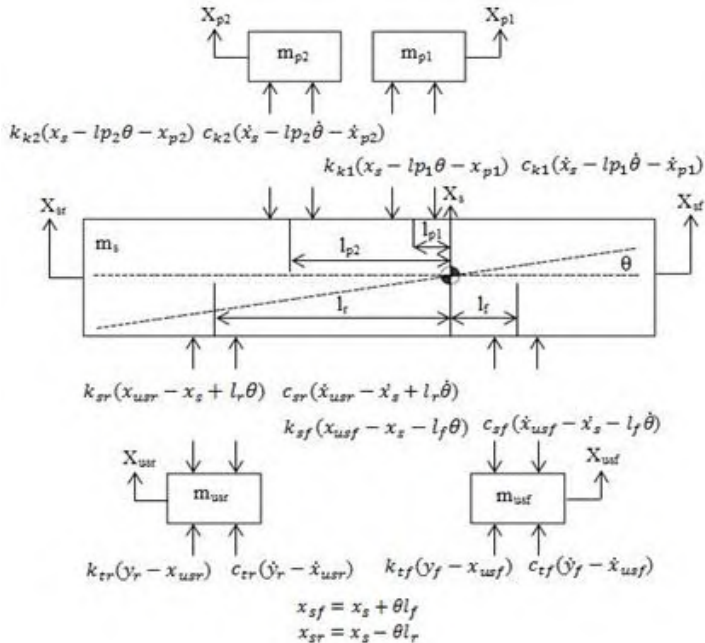 X_p2 X_p1
m_p2 m_p1
k_k2(x_s − lp_2θ − x_p2) c_k2(ẋ_s − lp_2θ̇ − ẋ_p2)
k_k1(x_s − lp_1θ − x_p1) c_k1(ẋ_s − lp_1θ̇ − ẋ_p1)
X_sr X_s X_sf
m_s l_p1
l_p2 θ
l_r l_f
k_sr(x_usr − x_s + l_rθ) c_sr(ẋ_usr − ẋ_s + l_rθ̇)
k_sf(x_usf − x_s − l_fθ) c_sf(ẋ_usf − ẋ_s − l_fθ̇)
X_usr X_usf
m_usr m_usf
k_tr(y_r − x_usr) c_tr(ẏ_r − ẋ_usr) k_tf(y_f − x_usf) c_tf(ẏ_f − ẋ_usf)
x_sf = x_s + θl_f
x_sr = x_s − θl_r